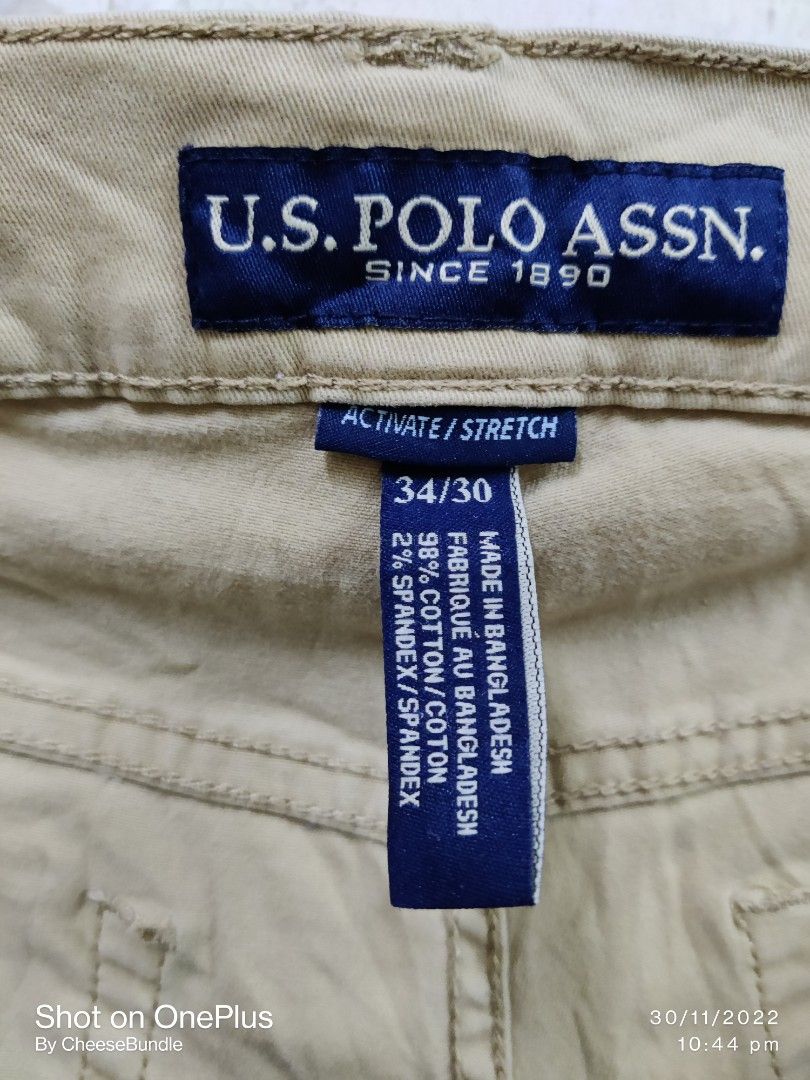 U.S. POLO ASSN.
SINCE 1890
ACTIVATE / STRETCH
34/30
MADE IN BANGLADESH
FABRIQUÉ AU BANGLADESH
98% COTTON/COTON
2% SPANDEX/SPANDEX
Shot on OnePlus
By CheeseBundle
30/11/2022
10:44 pm